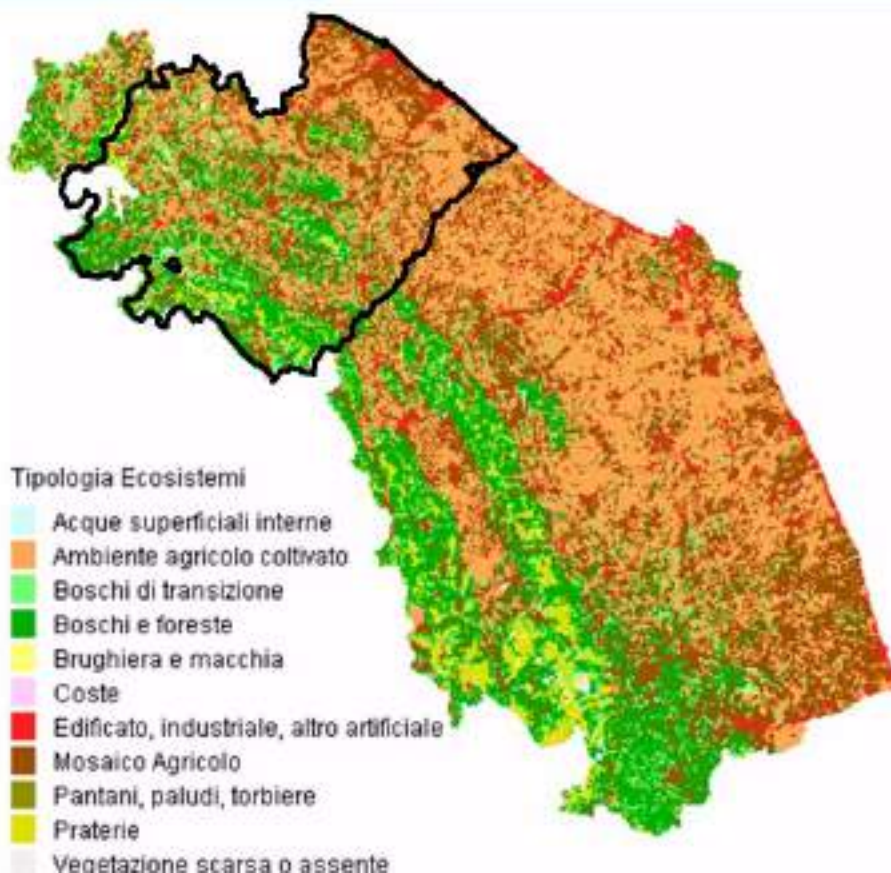 Tipologia Ecosistemi
Acque superficiali interne
Ambiente agricolo coltivato
Boschi di transizione
Boschi e foreste
Brughiera e macchia
Coste
Edificato, industriale, altro artificiale
Mosaico Agricolo
Pantani, paludi, torbiere
Praterie
Vegetazione scarsa o assente